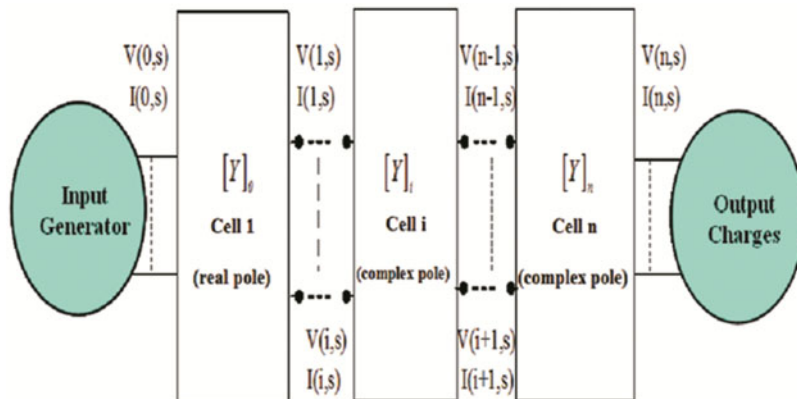 V(0,s)
I(0,s)
V(1,s)
I(1,s)
V(n-1,s)
I(n-1,s)
V(n,s)
I(n,s)
Input
Generator
[Y]₀
Cell 1
(real pole)
[Y]ᵢ
Cell i
(complex pole)
[Y]ₙ
Cell n
(complex pole)
Output
Charges
V(i,s)
I(i,s)
V(i+1,s)
I(i+1,s)